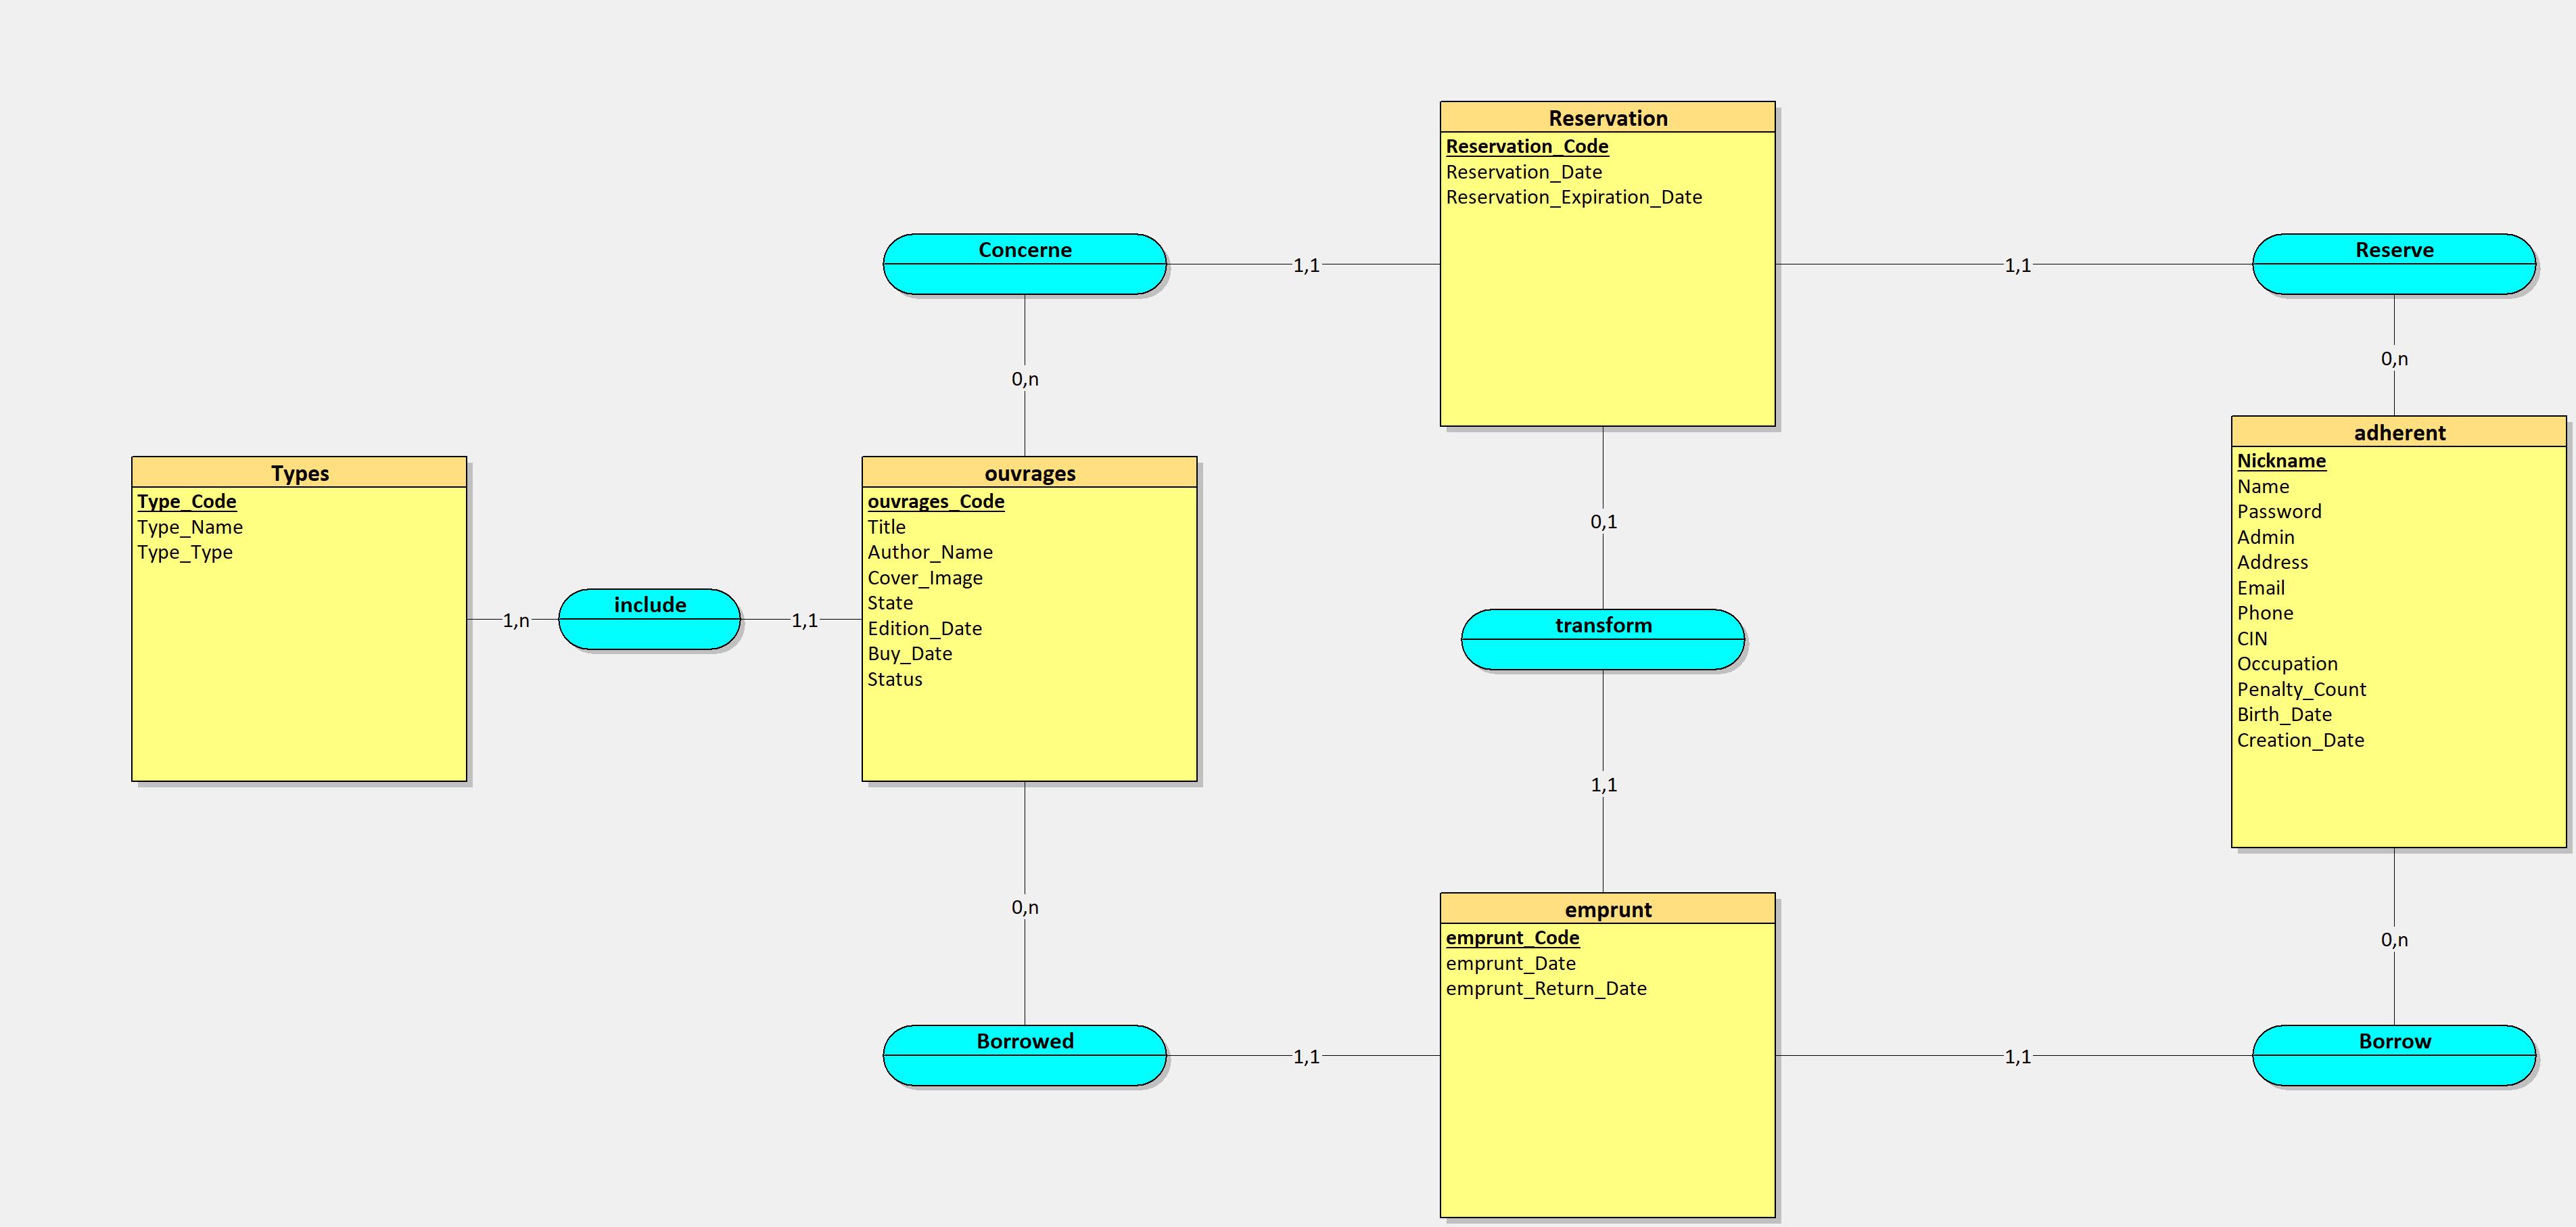 Reservation
Reservation_Code
Reservation_Date
Reservation_Expiration_Date
Concerne
1,1
1,1
Reserve
0,n
0,n
Types
Type_Code
Type_Name
Type_Type
1,n
include
1,1
ouvrages
ouvrages_Code
Title
Author_Name
Cover_Image
State
Edition_Date
Buy_Date
Status
0,1
transform
1,1
adherent
Nickname
Name
Password
Admin
Address
Email
Phone
CIN
Occupation
Penalty_Count
Birth_Date
Creation_Date
0,n
0,n
emprunt
emprunt_Code
emprunt_Date
emprunt_Return_Date
Borrowed
1,1
1,1
Borrow